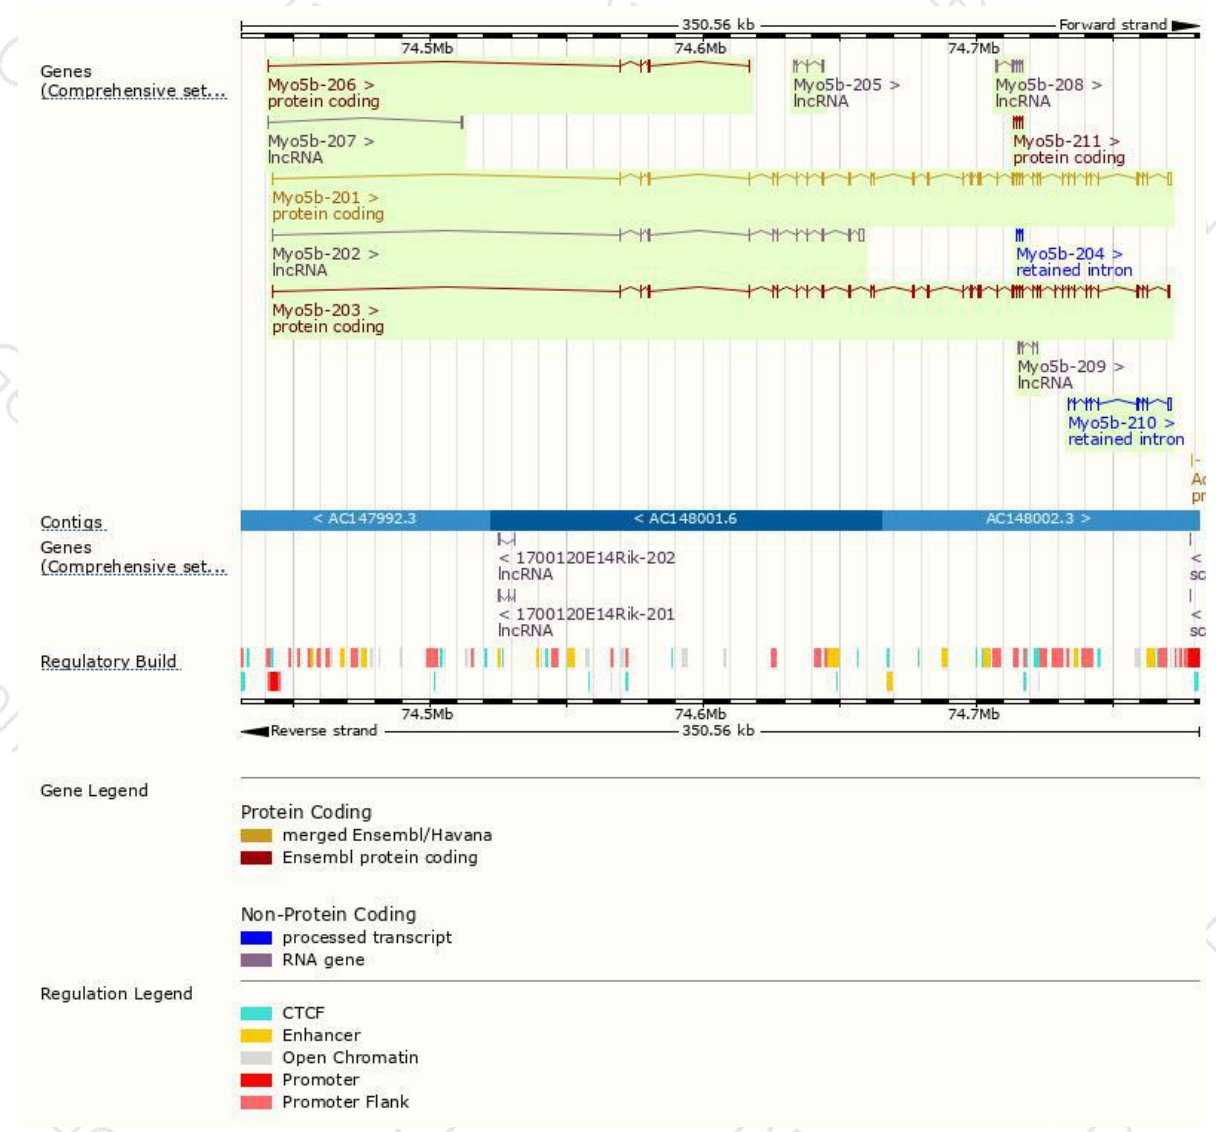 350.56 kb Forward strand
74.5Mb 74.6Mb 74.7Mb
Genes
(Comprehensive set...
Myo5b-206 > Myo5b-205 > Myo5b-208 >
protein coding lncRNA lncRNA
Myo5b-207 > Myo5b-211 >
lncRNA protein coding
Myo5b-201 >
protein coding
Myo5b-202 > Myo5b-204 >
lncRNA retained intron
Myo5b-203 >
protein coding
Myo5b-209 >
lncRNA
Myo5b-210 >
retained intron
Ac
pr
Contigs < AC147992.3 < AC148001.6 AC148002.3 >
Genes
(Comprehensive set...
< 1700120E14Rik-202 <
lncRNA sc
< 1700120E14Rik-201 <
lncRNA sc
Regulatory Build
74.5Mb 74.6Mb 74.7Mb
Reverse strand 350.56 kb
Gene Legend
Protein Coding
merged Ensembl/Havana
Ensembl protein coding
Non-Protein Coding
processed transcript
RNA gene
Regulation Legend
CTCF
Enhancer
Open Chromatin
Promoter
Promoter Flank